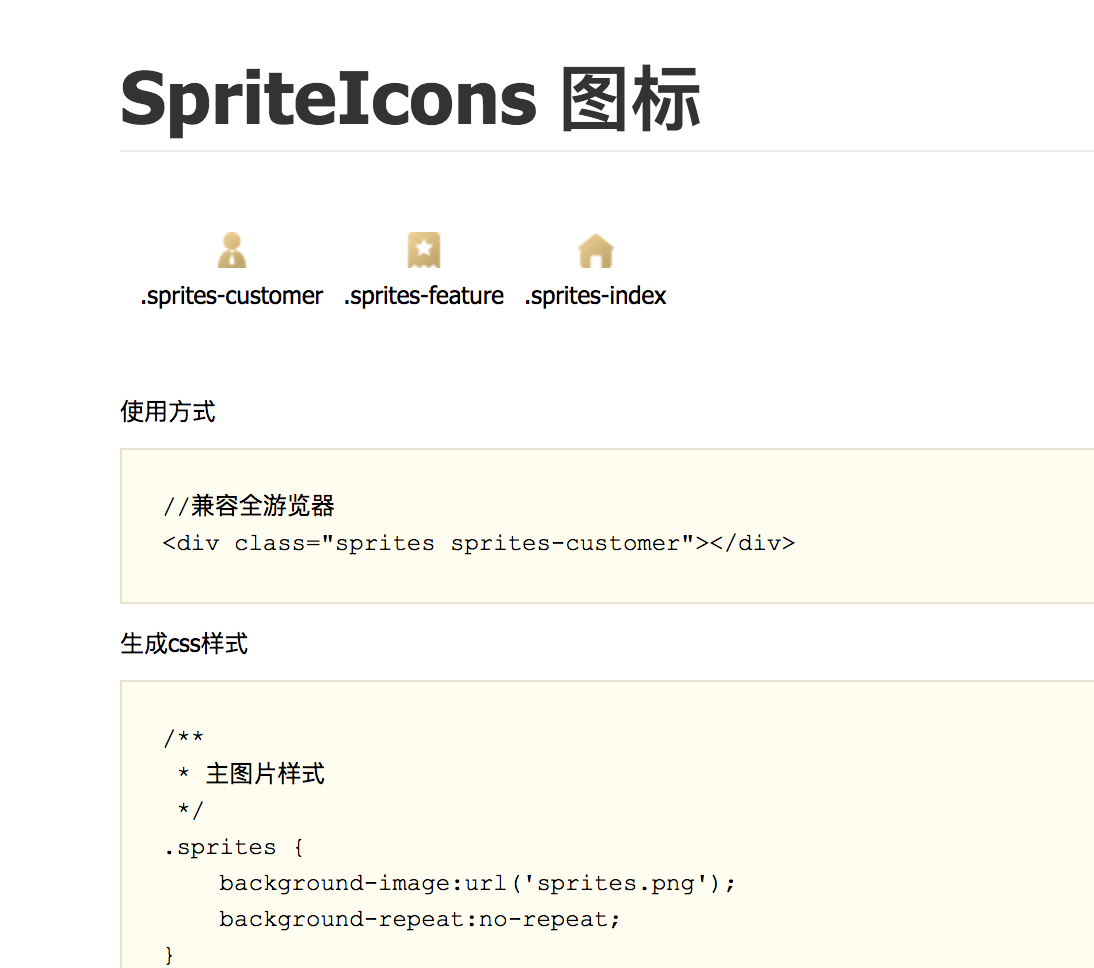 SpriteIcons 图标
.sprites-customer .sprites-feature .sprites-index
使用方式
//兼容全游览器
<div class="sprites sprites-customer"></div>
生成css样式
/**
 * 主图片样式
 */
.sprites {
    background-image:url('sprites.png');
    background-repeat:no-repeat;
}